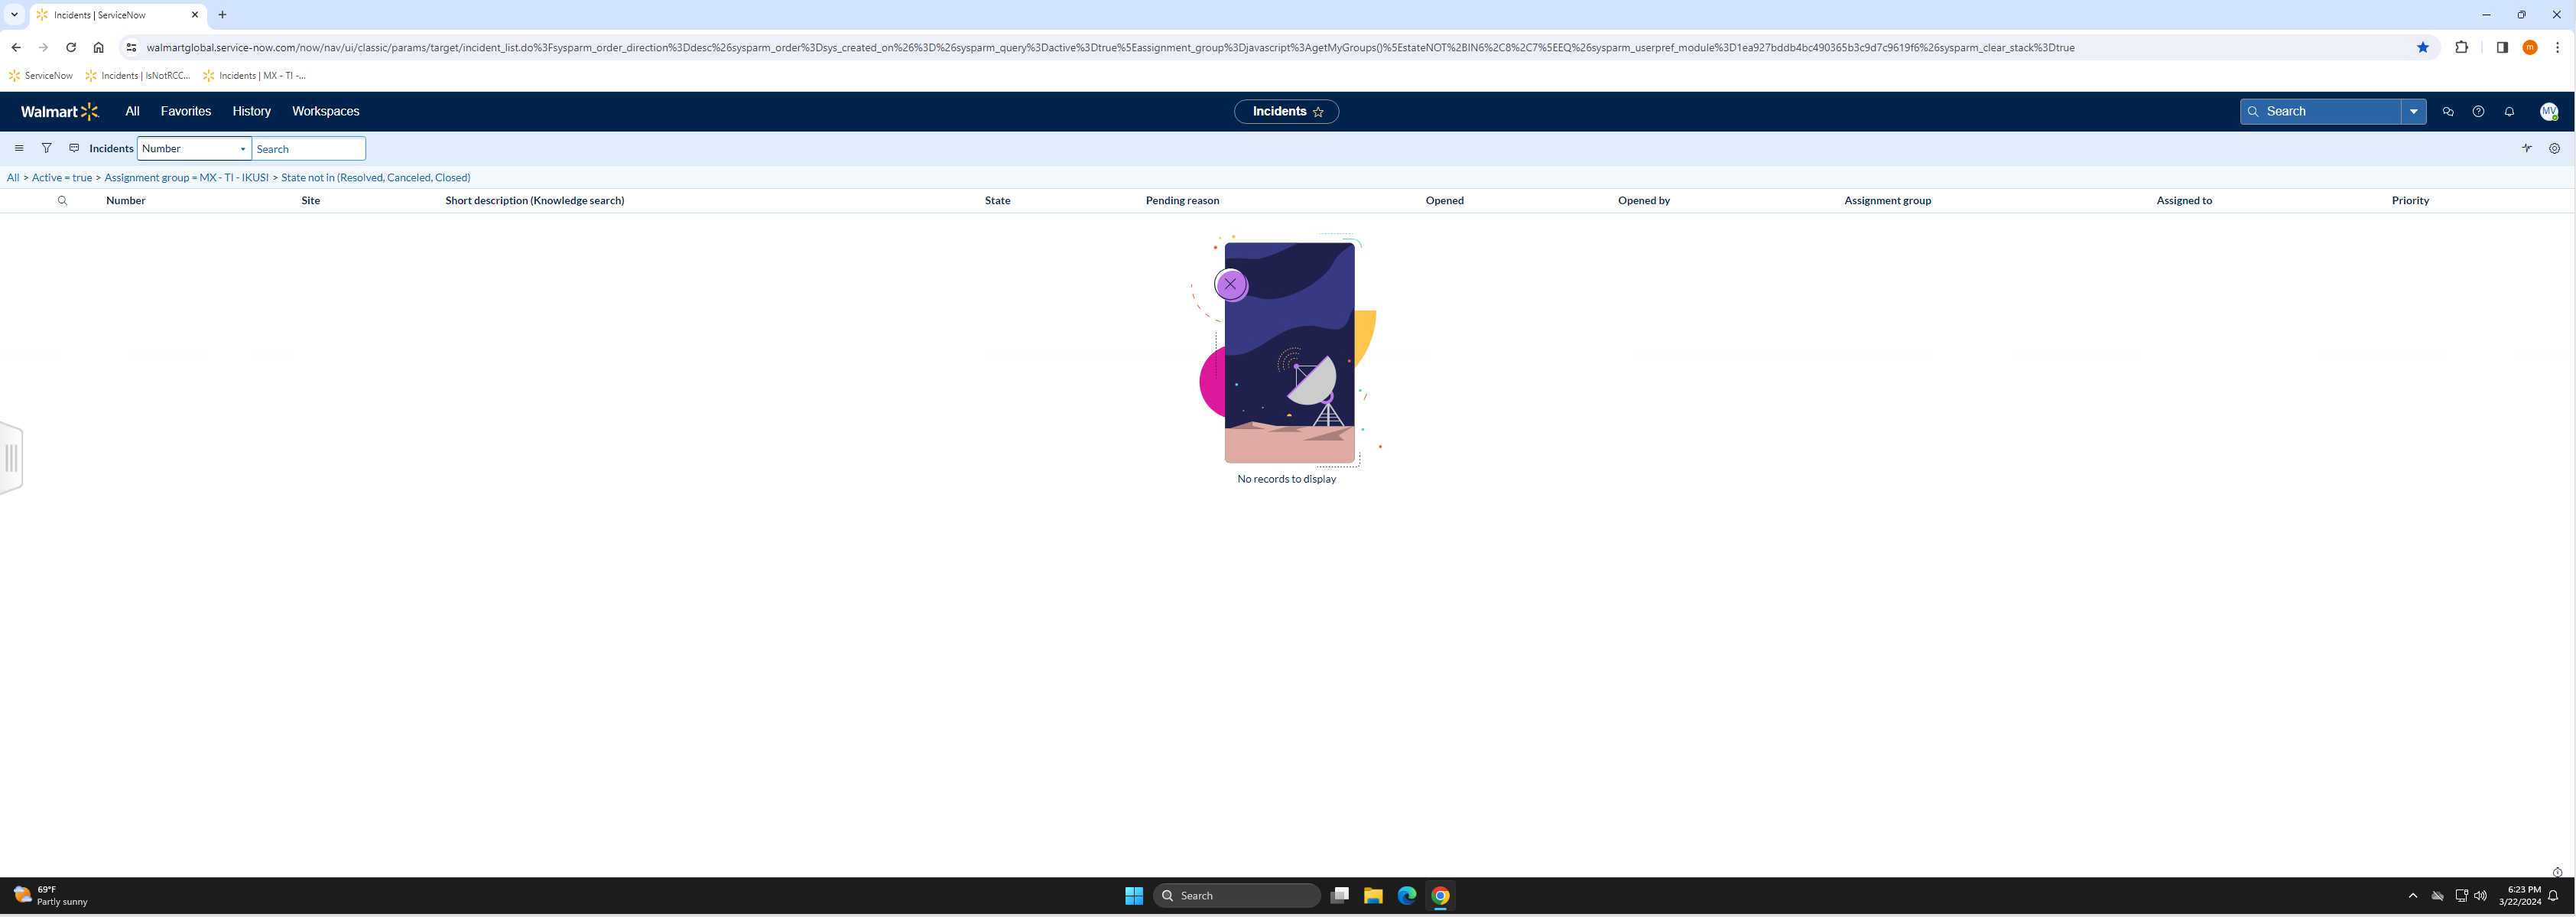 Incidents | ServiceNow
walmartglobal.service-now.com/now/nav/ui/classic/params/target/incident_list.do%3Fsysparm_order_direction%3Ddesc%26sysparm_order%3Dsys_created_on%26%3D%26sysparm_query%3Dactive%3Dtrue%5Eassignment_group%3Djavascript%3AgetMyGroups()%5EstateNOT%2BIN6%2C8%2C7%5EEQ%26sysparm_userpref_module%3D1ea927bddb4bc490365b3c9d7c9619f6%26sysparm_clear_stack%3Dtrue
m
ServiceNow Incidents | IsNotRCC... Incidents | MX - TI -...
Walmart All Favorites History Workspaces Incidents Search MV
Incidents Number Search
All > Active = true > Assignment group = MX - TI - IKUSI > State not in (Resolved, Canceled, Closed)
Number Site Short description (Knowledge search) State Pending reason Opened Opened by Assignment group Assigned to Priority
No records to display
69°F
Partly sunny
Search
6:23 PM
3/22/2024